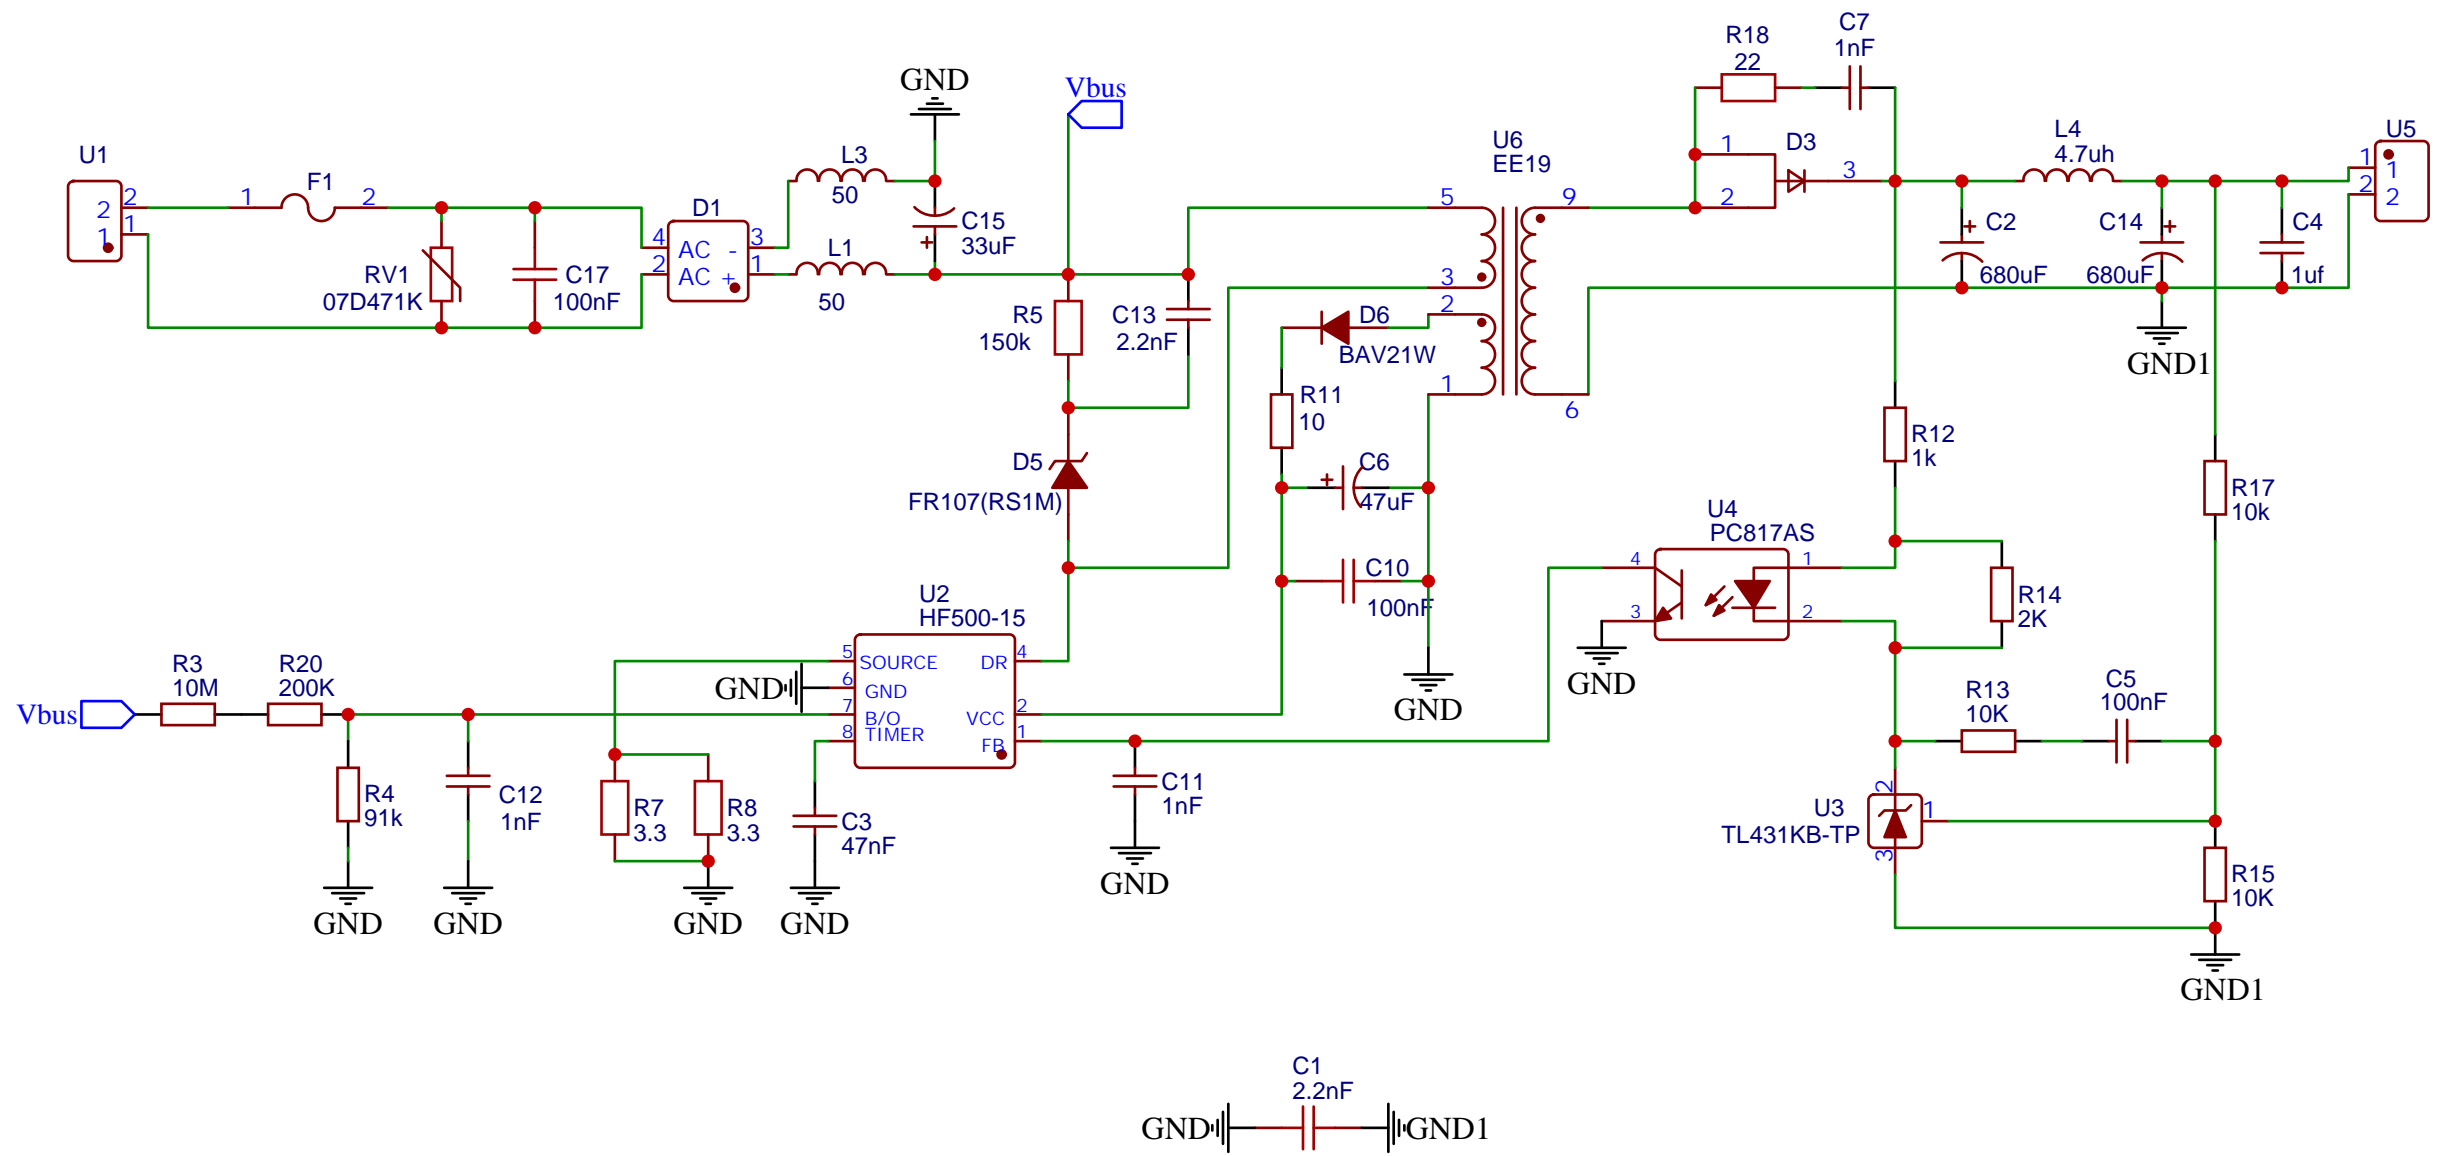 R18
22
C7
1nF
GND
Vbus
U1
2
1
2
1
1
F1
2
RV1
07D471K
C17
100nF
D1
4
2
AC -
AC +
3
1
L3
50
L1
50
C15
33uF
R5
150k
C13
2.2nF
D5
FR107(RS1M)
U6
EE19
5
3
2
1
9
6
D6
BAV21W
R11
10
C6
47uF
C10
100nF
GND
1
2
D3
3
L4
4.7uh
C2
680uF
C14
680uF
C4
1uf
GND1
U5
1
2
1
2
R12
1k
R17
10k
U4
PC817AS
4
3
1
2
GND
R14
2K
R13
10K
C5
100nF
U3
TL431KB-TP
2
1
3
R15
10K
GND1
U2
HF500-15
5
6
7
8
SOURCE
GND
B/O
TIMER
DR
VCC
FB
4
2
1
GND
Vbus
R3
10M
R20
200K
R4
91k
GND
C12
1nF
GND
R7
3.3
R8
3.3
GND
C3
47nF
GND
C11
1nF
GND
C1
2.2nF
GND
GND1